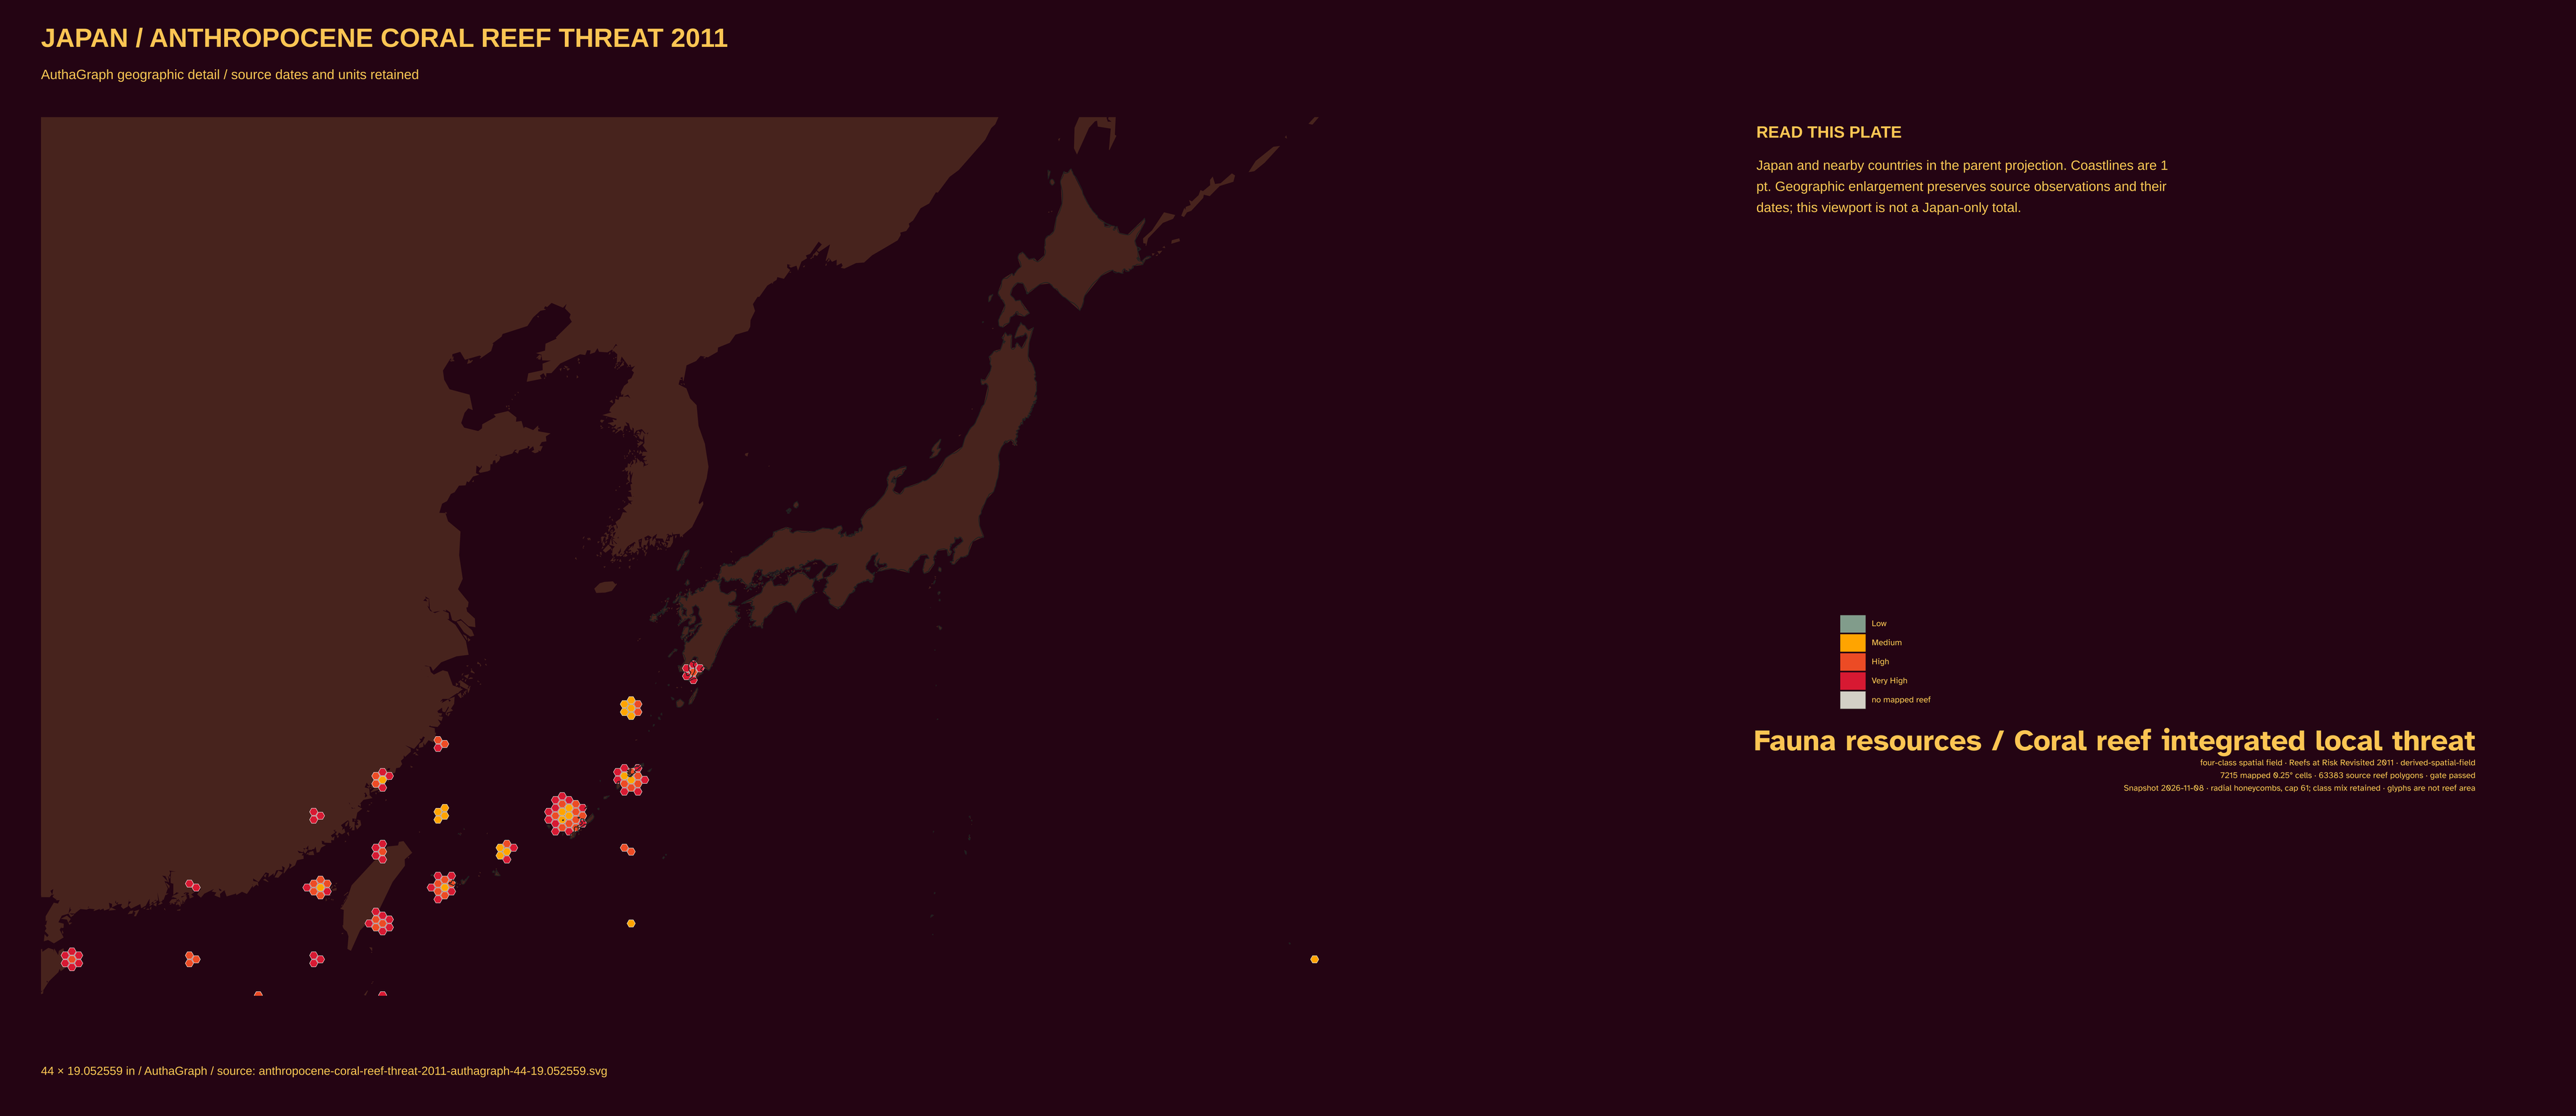 JAPAN / ANTHROPOCENE CORAL REEF THREAT 2011
AuthaGraph geographic detail / source dates and units retained
READ THIS PLATE
Japan and nearby countries in the parent projection. Coastlines are 1
pt. Geographic enlargement preserves source observations and their
dates; this viewport is not a Japan-only total.
Low
Medium
High
Very High
no mapped reef
Fauna resources / Coral reef integrated local threat
four-class spatial field · Reefs at Risk Revisited 2011 · derived-spatial-field
7215 mapped 0.25° cells · 63383 source reef polygons · gate passed
Snapshot 2026-11-08 · radial honeycombs, cap 61; class mix retained · glyphs are not reef area
44 × 19.052559 in / AuthaGraph / source: anthropocene-coral-reef-threat-2011-authagraph-44-19.052559.svg